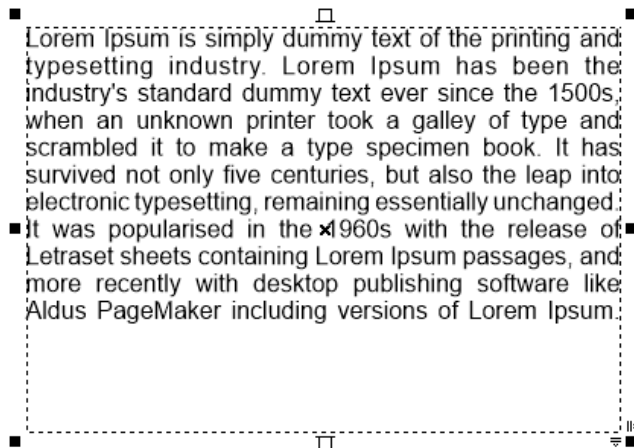 Lorem Ipsum is simply dummy text of the printing and
typesetting industry. Lorem Ipsum has been the
industry's standard dummy text ever since the 1500s,
when an unknown printer took a galley of type and
scrambled it to make a type specimen book. It has
survived not only five centuries, but also the leap into
electronic typesetting, remaining essentially unchanged.
It was popularised in the 1960s with the release of
Letraset sheets containing Lorem Ipsum passages, and
more recently with desktop publishing software like
Aldus PageMaker including versions of Lorem Ipsum.